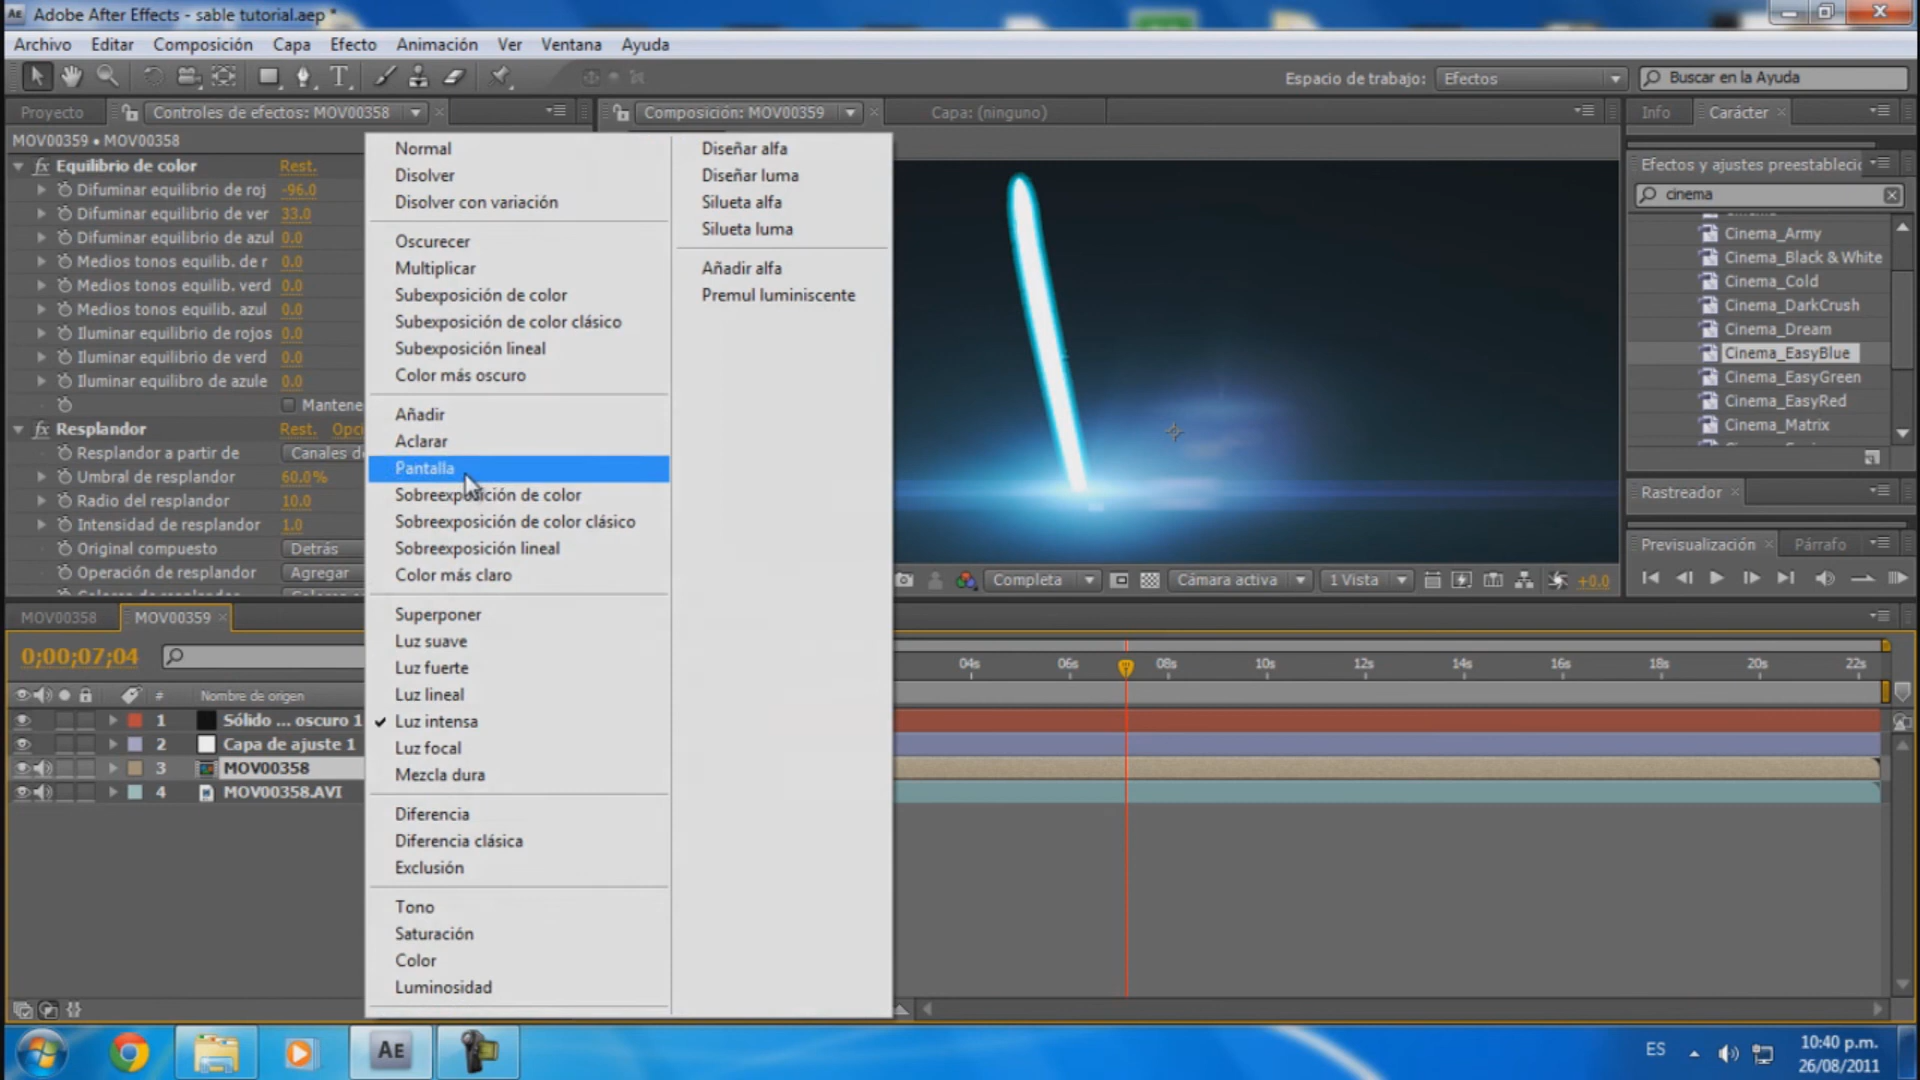 Adobe After Effects - sable tutorial.aep *
Archivo Editar Composición Capa Efecto Animación Ver Ventana Ayuda
Espacio de trabajo: Efectos Buscar en la Ayuda
Proyecto Controles de efectos: MOV00358 Composición: MOV00359 Capa: (ninguno) Info Carácter
MOV00359 • MOV00358
Equilibrio de color Rest.
Difuminar equilibrio de roj -96.0
Difuminar equilibrio de ver 33.0
Difuminar equilibrio de azul 0.0
Medios tonos equilib. de r 0.0
Medios tonos equilib. verd 0.0
Medios tonos equilib. azul 0.0
Iluminar equilibrio de rojos 0.0
Iluminar equilibrio de verd 0.0
Iluminar equilibro de azule 0.0
Mantene
Resplandor Rest. Opci
Resplandor a partir de Canales de
Umbral de resplandor 60.0%
Radio del resplandor 10.0
Intensidad de resplandor 1.0
Original compuesto Detrás
Operación de resplandor Agregar
Normal
Disolver
Disolver con variación
Oscurecer
Multiplicar
Subexposición de color
Subexposición de color clásico
Subexposición lineal
Color más oscuro
Añadir
Aclarar
Pantalla
Sobreexposición de color
Sobreexposición de color clásico
Sobreexposición lineal
Color más claro
Superponer
Luz suave
Luz fuerte
Luz lineal
Luz intensa
Luz focal
Mezcla dura
Diferencia
Diferencia clásica
Exclusión
Tono
Saturación
Color
Luminosidad
Diseñar alfa
Diseñar luma
Silueta alfa
Silueta luma
Añadir alfa
Premul luminiscente
Efectos y ajustes preestablecic
cinema
Cinema_Army
Cinema_Black & White
Cinema_Cold
Cinema_DarkCrush
Cinema_Dream
Cinema_EasyBlue
Cinema_EasyGreen
Cinema_EasyRed
Cinema_Matrix
Rastreador
Previsualización Párrafo
Completa Cámara activa 1 Vista +0.0
MOV00358 MOV00359
0;00;07;04
04s 06s 08s 10s 12s 14s 16s 18s 20s 22s
# Nombre de origen
1 Sólido ... oscuro 1
2 Capa de ajuste 1
3 MOV00358
4 MOV00358.AVI
AE
ES
10:40 p.m.
26/08/2011